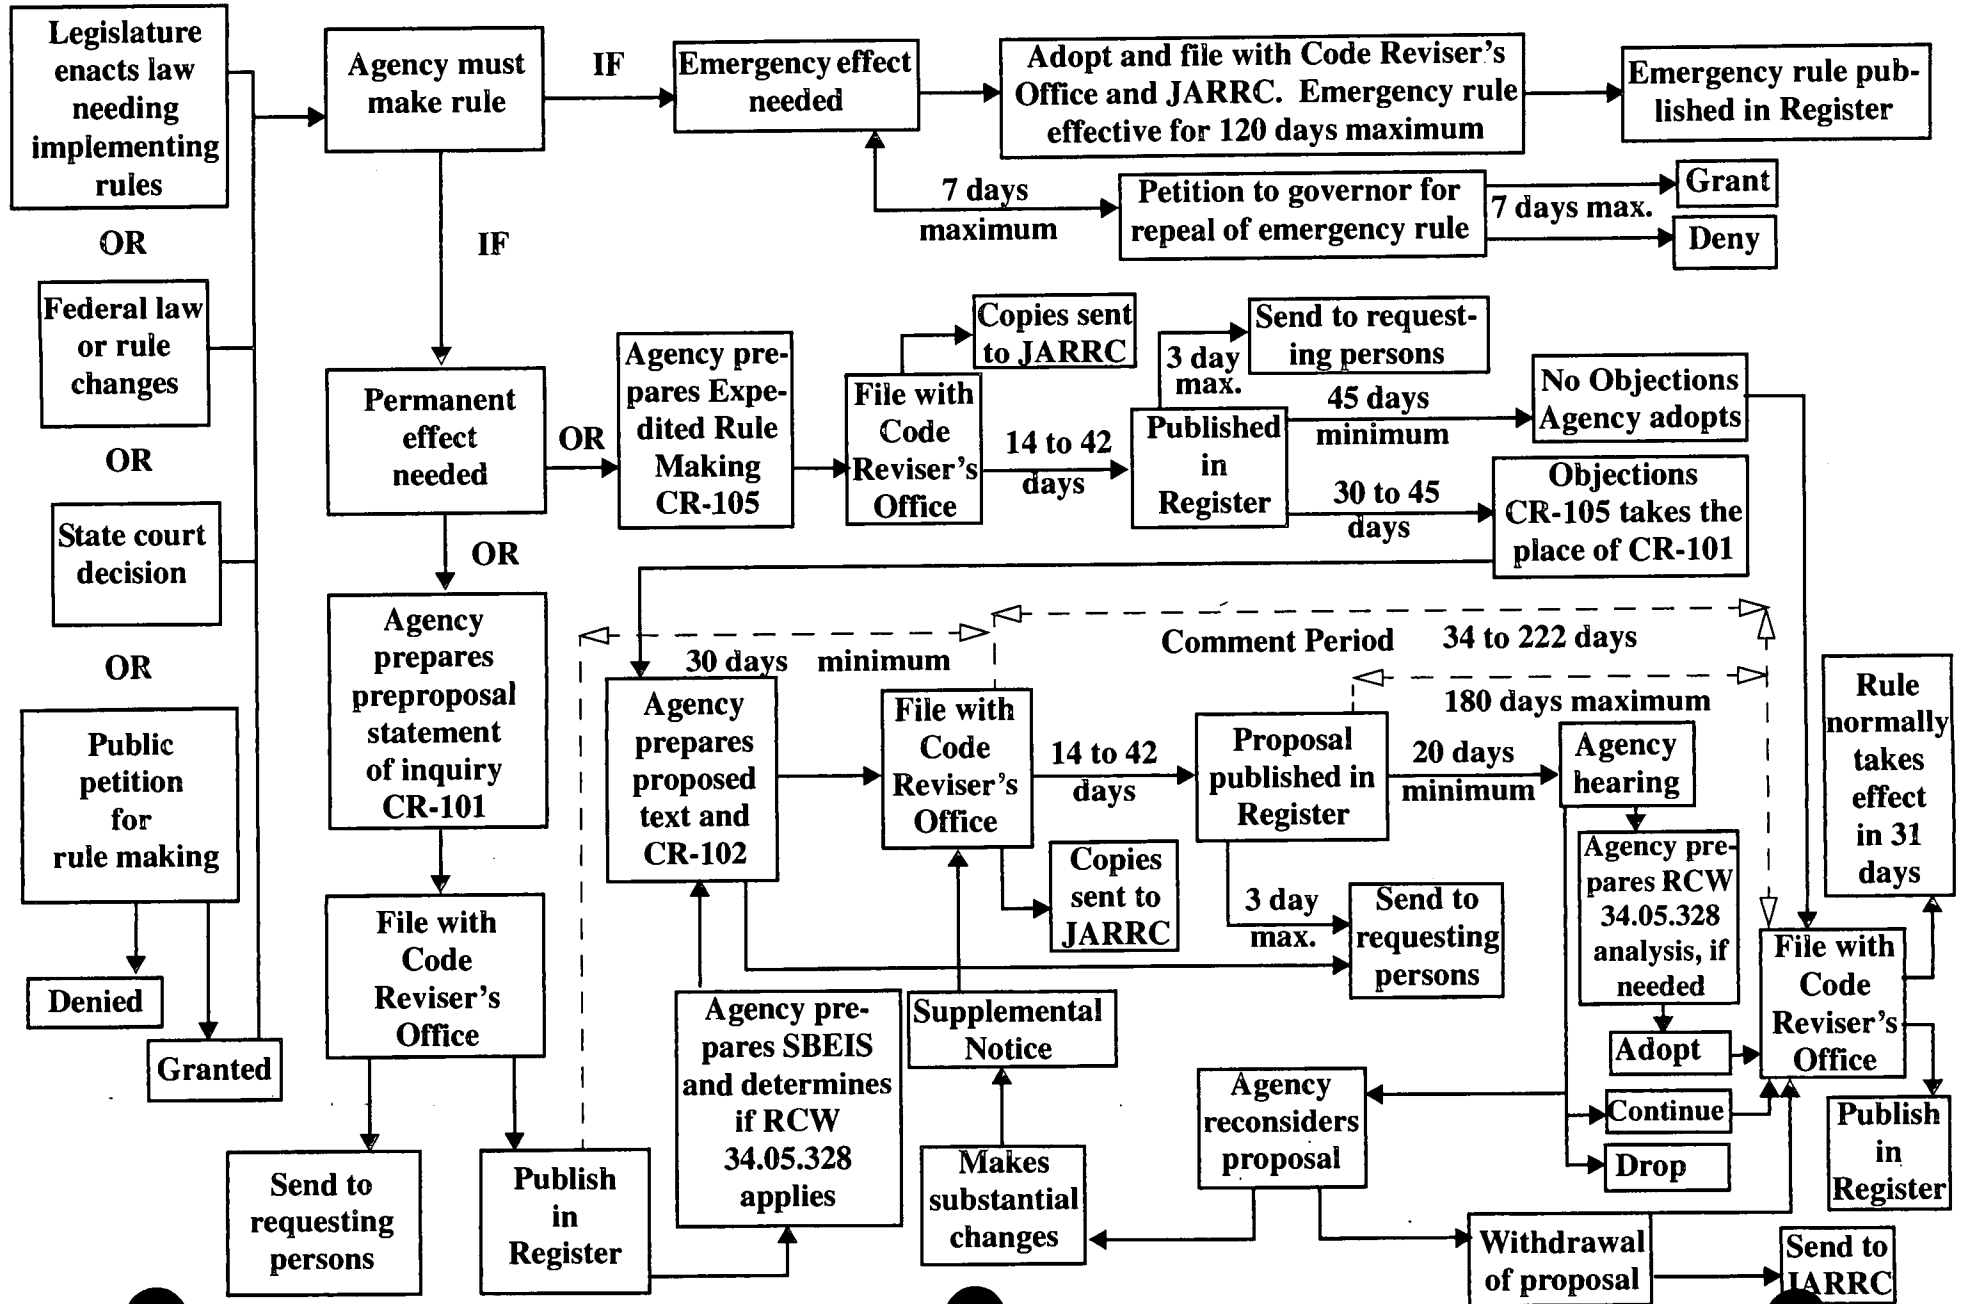 Legislature
enacts law
needing
implementing
rules
OR
Federal law
or rule
changes
OR
State court
decision
OR
Public
petition
for
rule making
Denied
Granted
Agency must
make rule
IF
Emergency effect
needed
Adopt and file with Code Reviser's
Office and JARRC. Emergency rule
effective for 120 days maximum
Emergency rule pub-
lished in Register
7 days
maximum
Petition to governor for
repeal of emergency rule
7 days max.
Grant
Deny
IF
Permanent
effect
needed
OR
Agency pre-
pares Expe-
dited Rule
Making
CR-105
File with
Code
Reviser's
Office
Copies sent
to JARRC
14 to 42
days
Published
in
Register
3 day
max.
Send to request-
ing persons
45 days
minimum
No Objections
Agency adopts
30 to 45
days
Objections
CR-105 takes the
place of CR-101
OR
Agency
prepares
preproposal
statement
of inquiry
CR-101
File with
Code
Reviser's
Office
Send to
requesting
persons
Publish
in
Register
30 days minimum
Agency
prepares
proposed
text and
CR-102
Agency pre-
pares SBEIS
and determines
if RCW
34.05.328
applies
File with
Code
Reviser's
Office
Copies
sent to
JARRC
Supplemental
Notice
Makes
substantial
changes
Comment Period 34 to 222 days
180 days maximum
14 to 42
days
Proposal
published in
Register
3 day
max.
Send to
requesting
persons
20 days
minimum
Agency
hearing
Agency pre-
pares RCW
34.05.328
analysis, if
needed
Adopt
Continue
Drop
Agency
reconsiders
proposal
Withdrawal
of proposal
Send to
JARRC
File with
Code
Reviser's
Office
Rule
normally
takes
effect
in 31
days
Publish
in
Register